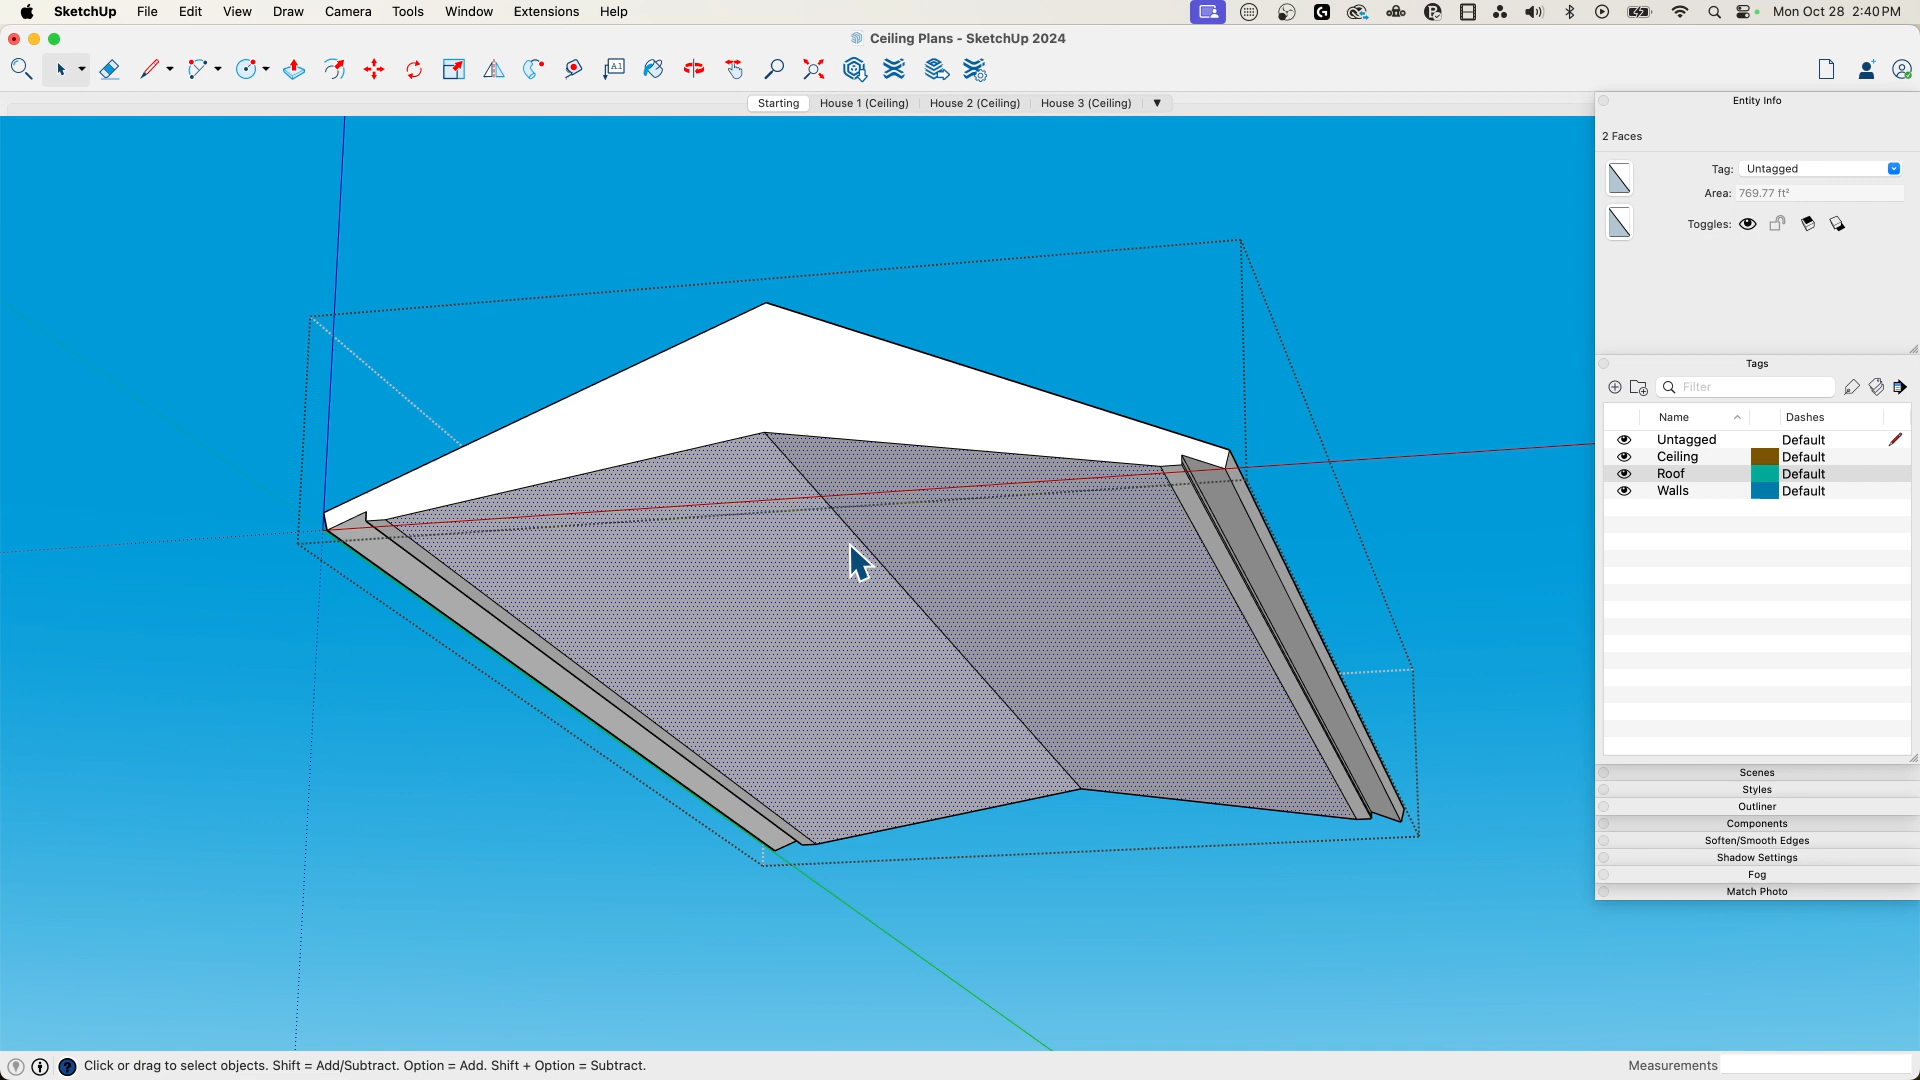 SketchUp File Edit View Draw Camera Tools Window Extensions Help Mon Oct 28 2:40 PM
Ceiling Plans - SketchUp 2024
A1
Starting House 1 (Ceiling) House 2 (Ceiling) House 3 (Ceiling)
Entity Info
2 Faces
Tag: Untagged
Area: 769.77 ft²
Toggles:
Tags
Filter
Name Dashes
Untagged Default
Ceiling Default
Roof Default
Walls Default
Scenes
Styles
Outliner
Components
Soften/Smooth Edges
Shadow Settings
Fog
Match Photo
Click or drag to select objects. Shift = Add/Subtract. Option = Add. Shift + Option = Subtract. Measurements